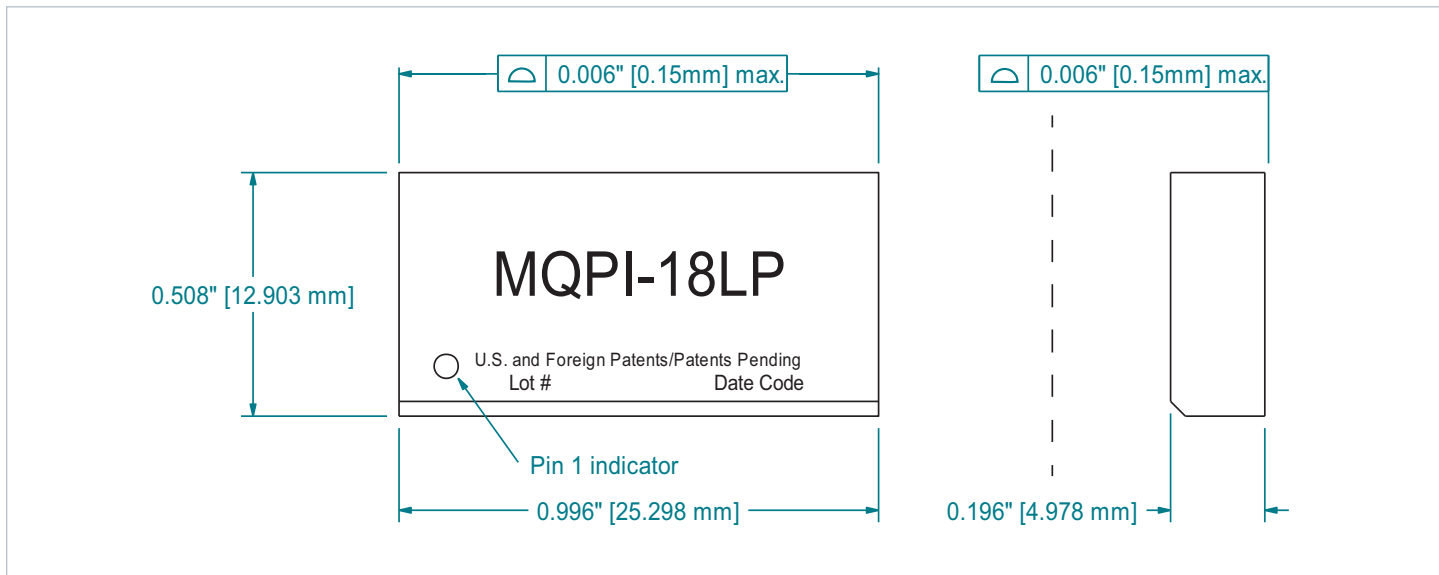 0.006" [0.15mm] max.
0.006" [0.15mm] max.
0.508" [12.903 mm]
MQPI-18LP
U.S. and Foreign Patents/Patents Pending
Lot # Date Code
Pin 1 indicator
0.996" [25.298 mm]
0.196" [4.978 mm]